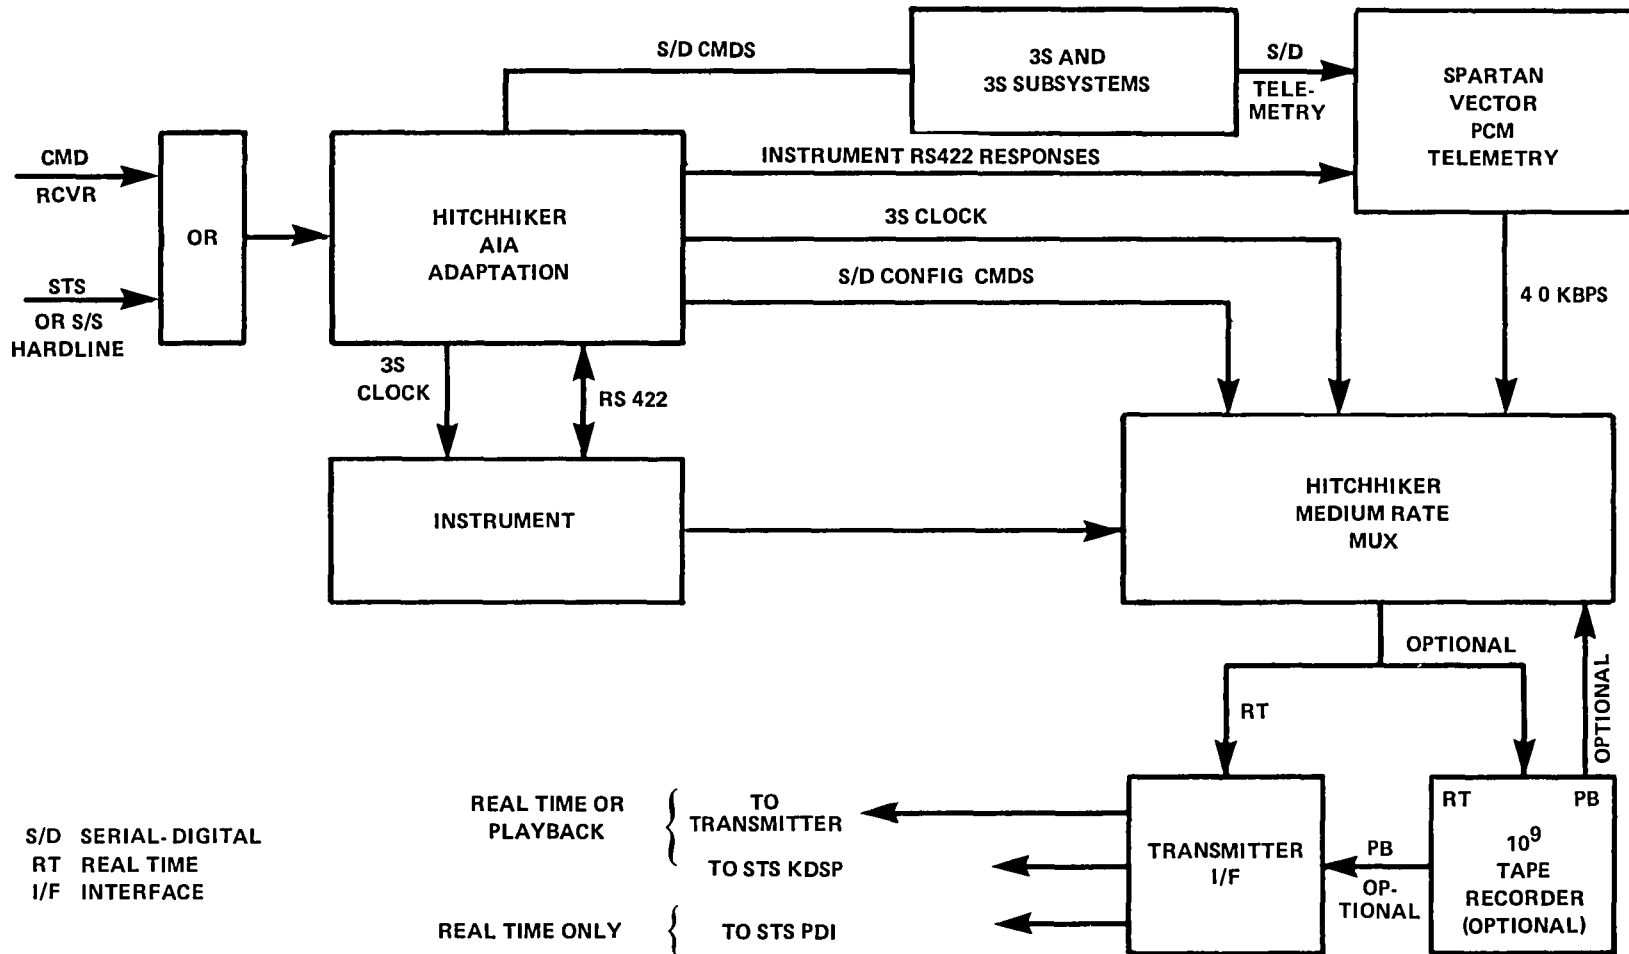 S/D CMDS
3S AND
3S SUBSYSTEMS
S/D
TELE-
METRY
SPARTAN
VECTOR
PCM
TELEMETRY
CMD
RCVR
STS
OR S/S
HARDLINE
OR
HITCHHIKER
AIA
ADAPTATION
INSTRUMENT RS422 RESPONSES
3S CLOCK
S/D CONFIG CMDS
4 0 KBPS
3S
CLOCK
RS 422
INSTRUMENT
HITCHHIKER
MEDIUM RATE
MUX
OPTIONAL
OPTIONAL
RT
REAL TIME OR
PLAYBACK
TO
TRANSMITTER
TO STS KDSP
REAL TIME ONLY
TO STS PDI
TRANSMITTER
I/F
PB
OP-
TIONAL
RT PB
10⁹
TAPE
RECORDER
(OPTIONAL)
S/D SERIAL-DIGITAL
RT REAL TIME
I/F INTERFACE